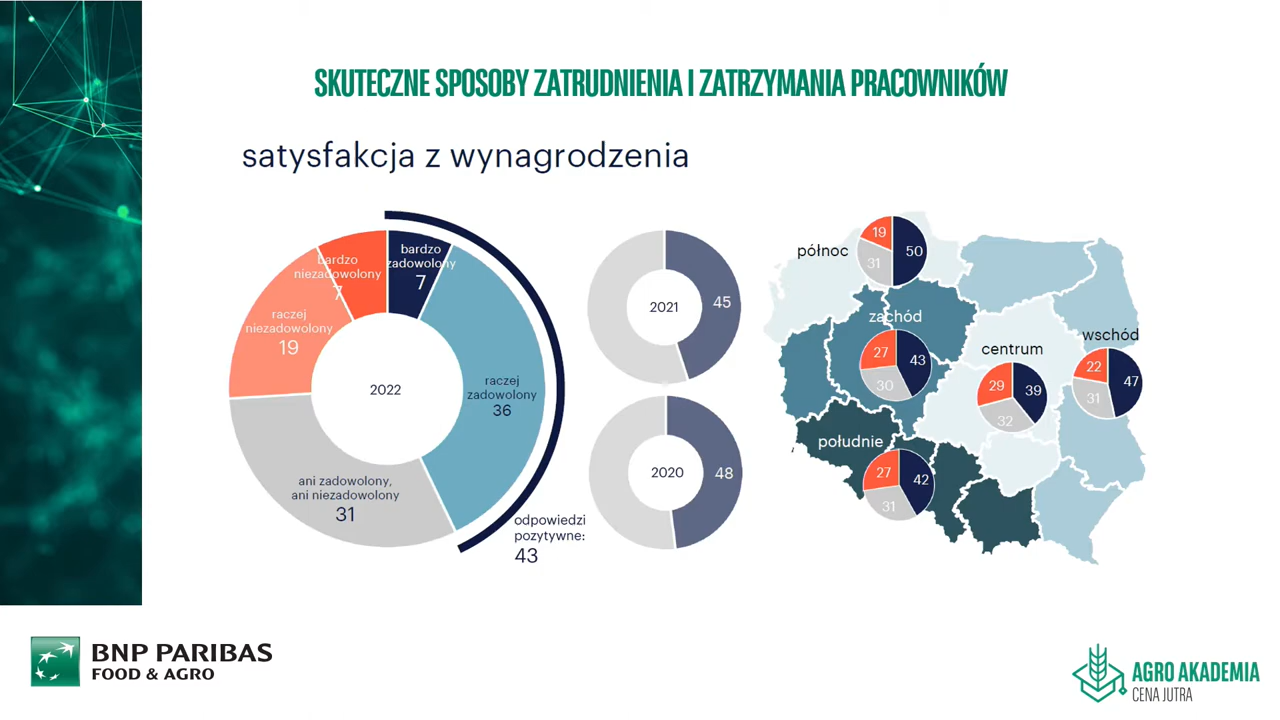 SKUTECZNE SPOSOBY ZATRUDNIENIA I ZATRZYMANIA PRACOWNIKÓW
satysfakcja z wynagrodzenia
bardzo
zadowolony
7
raczej
zadowolony
36
ani zadowolony,
ani niezadowolony
31
raczej
niezadowolony
19
bardzo
niezadowolony
7
2022
odpowiedzi
pozytywne:
43
2021
45
2020
48
północ
19
50
31
zachód
27
43
30
centrum
29
39
32
wschód
22
47
31
południe
27
42
31
BNP PARIBAS
FOOD & AGRO
AGRO AKADEMIA
CENA JUTRA